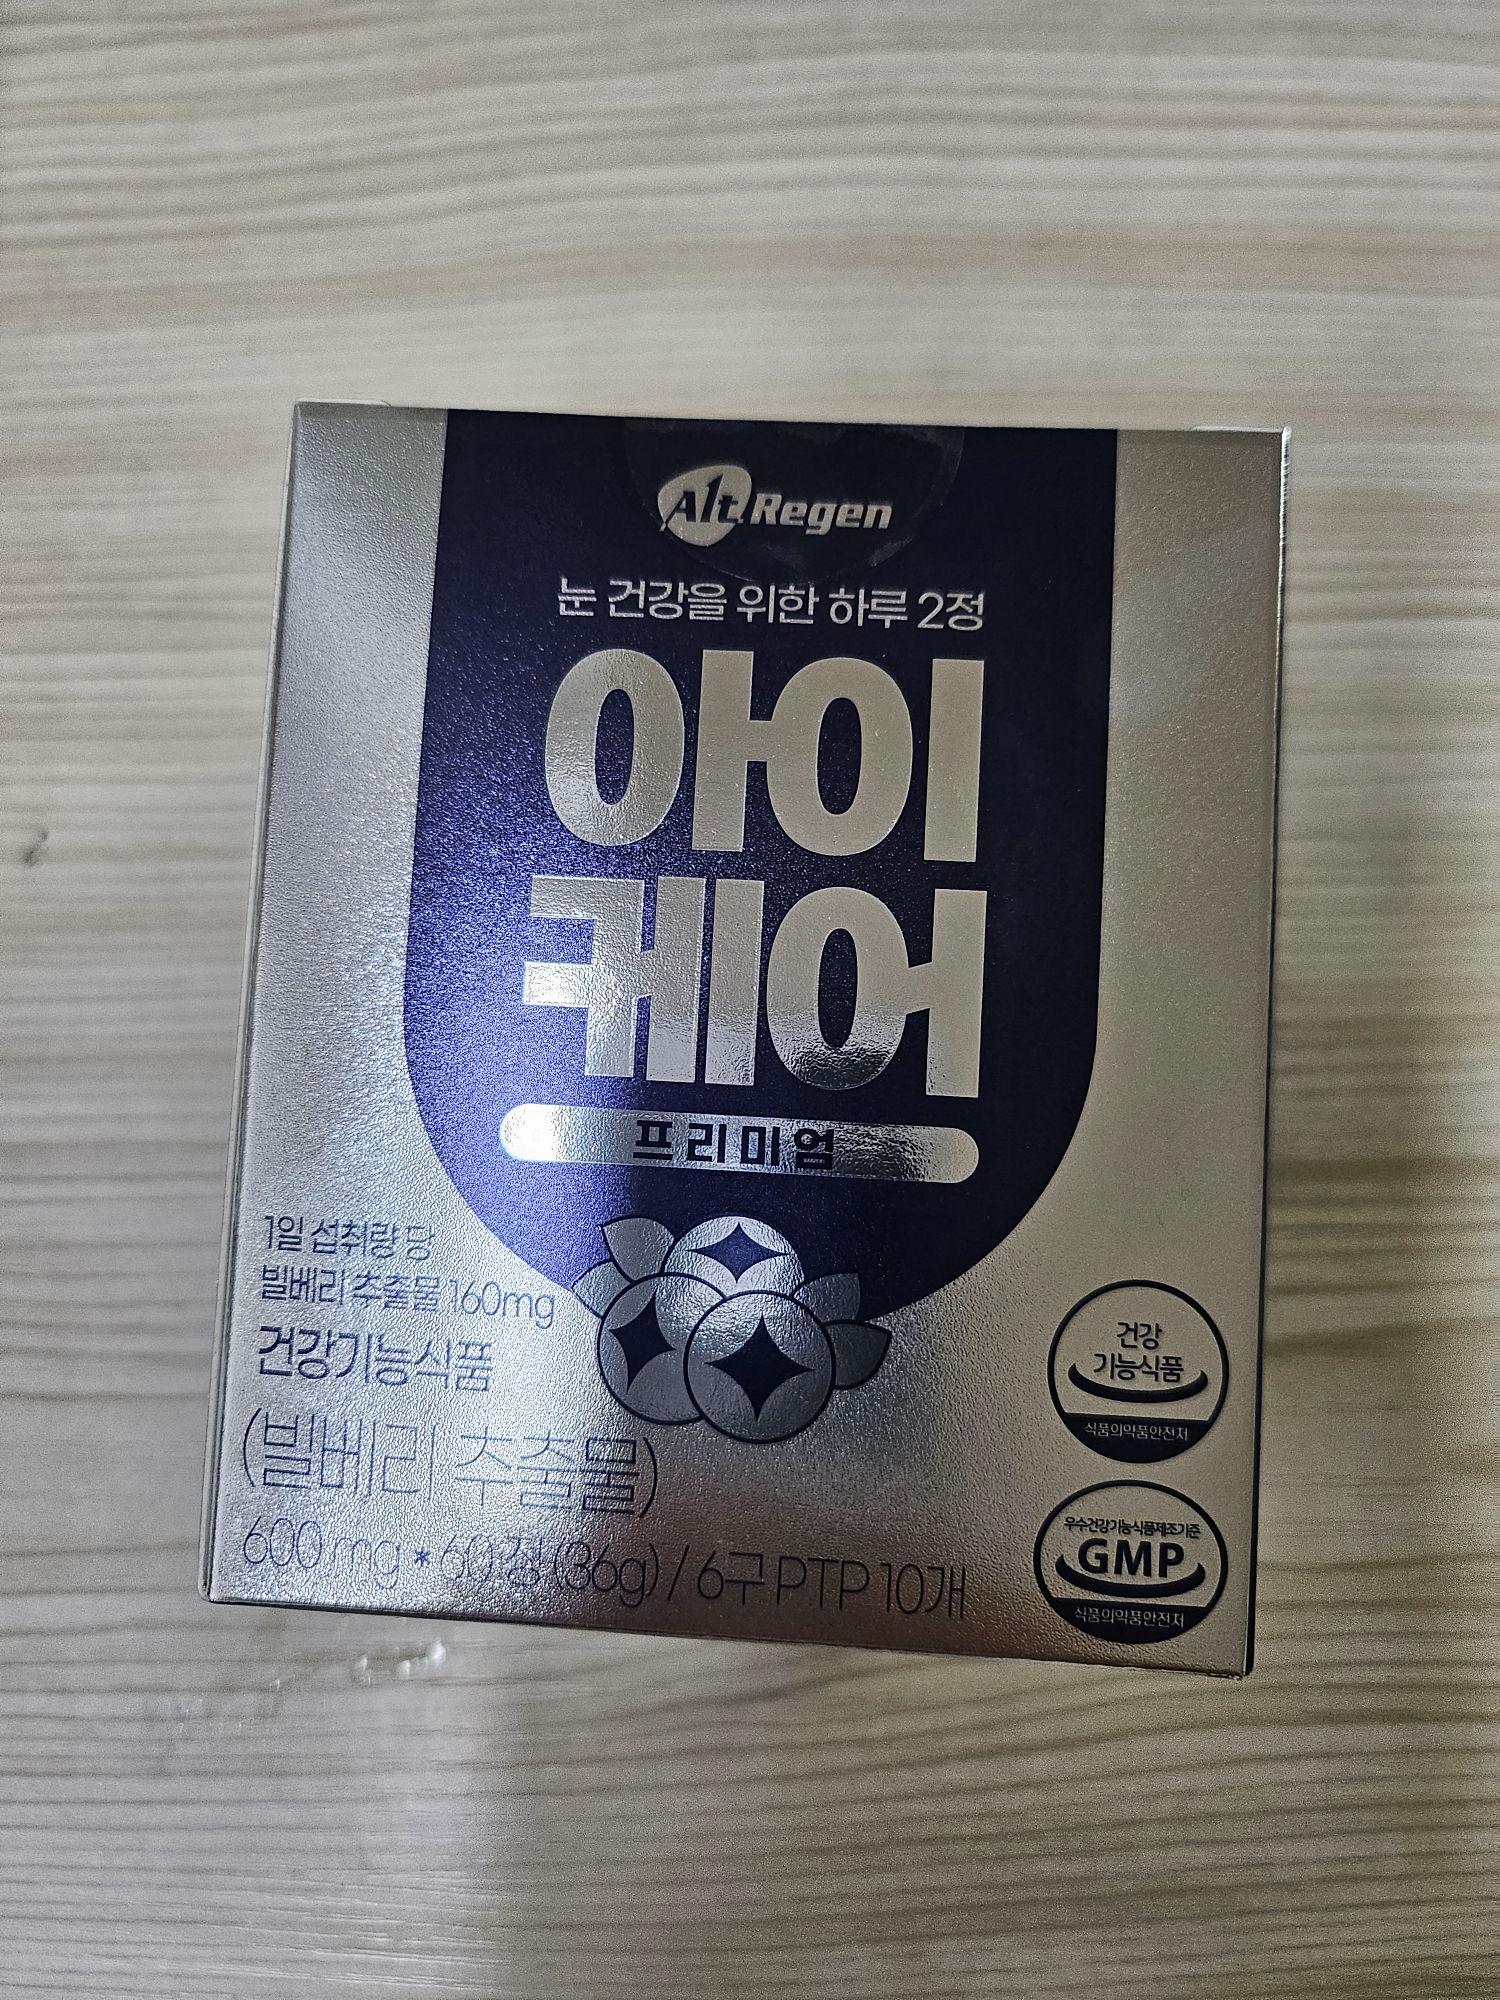 Alt.Regen
눈 건강을 위한 하루 2정
아이
케어
프리미엄
1일 섭취량 당
빌베리 추출물 160mg
건강기능식품
(빌베리 추출물)
600 mg * 60정 (36g) / 6구 PTP 10개
건강
기능식품
식품의약품안전처
우수건강기능식품제조기준
GMP
식품의약품안전처